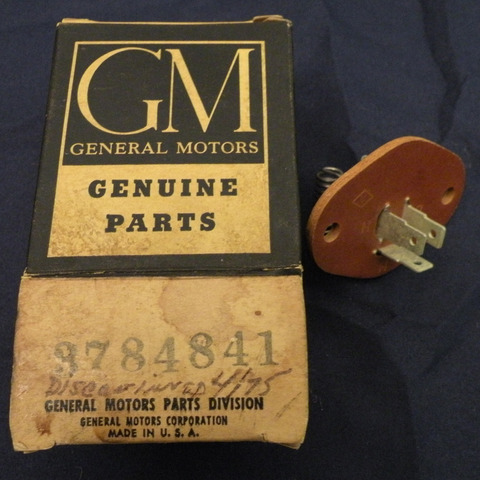 GM
GENERAL MOTORS
GENUINE
PARTS
3784841
DISCONTINUED 4/75
GENERAL MOTORS PARTS DIVISION
GENERAL MOTORS CORPORATION
MADE IN U. S. A.